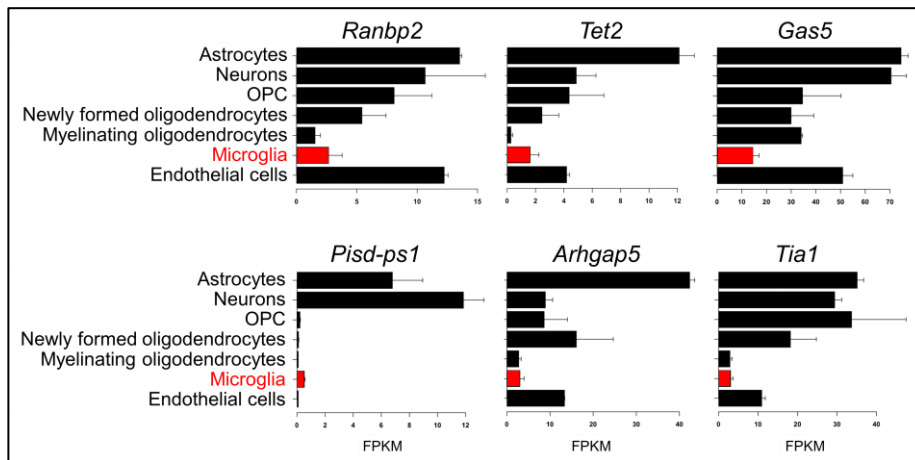 Ranbp2 Tet2 Gas5
Astrocytes
Neurons
OPC
Newly formed oligodendrocytes
Myelinating oligodendrocytes
Microglia
Endothelial cells
0 5 10 15 0 2 4 6 8 10 12 0 10 20 30 40 50 60 70
Pisd-ps1 Arhgap5 Tia1
Astrocytes
Neurons
OPC
Newly formed oligodendrocytes
Myelinating oligodendrocytes
Microglia
Endothelial cells
0 2 4 6 8 10 12 0 10 20 30 40 0 10 20 30 40
FPKM FPKM FPKM